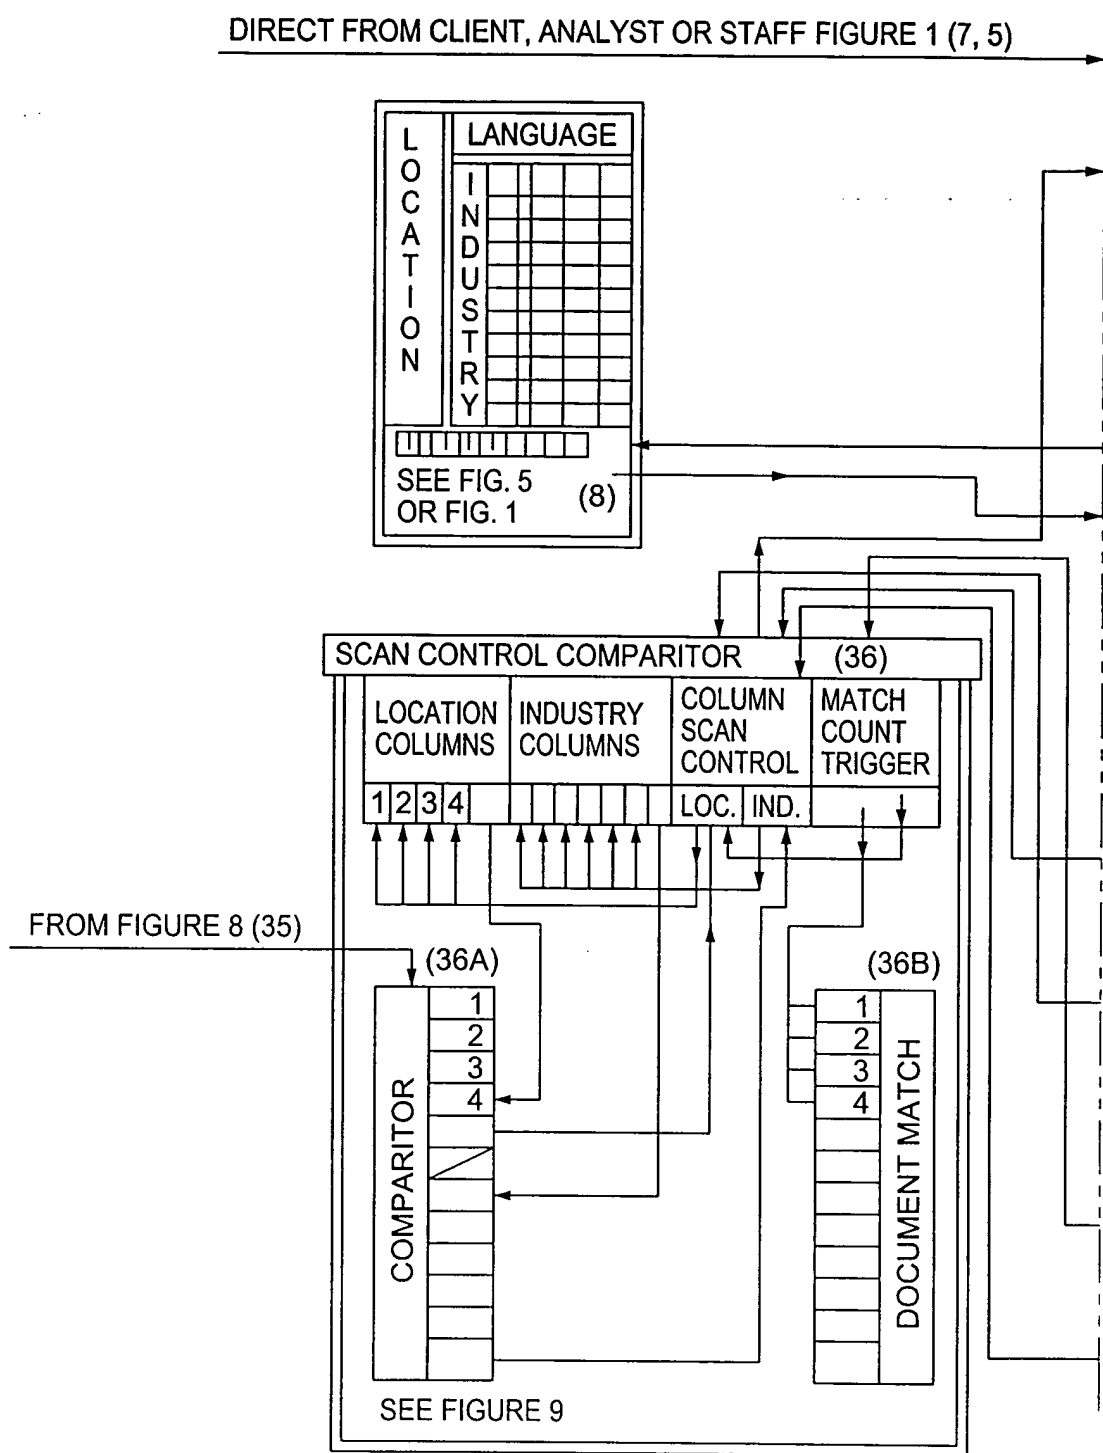 DIRECT FROM CLIENT, ANALYST OR STAFF FIGURE 1 (7, 5)
LOCATION
LANGUAGE
INDUSTRY
SEE FIG. 5
OR FIG. 1
(8)
SCAN CONTROL COMPARITOR (36)
LOCATION
COLUMNS
INDUSTRY
COLUMNS
COLUMN
SCAN
CONTROL
MATCH
COUNT
TRIGGER
1 2 3 4
LOC. IND.
FROM FIGURE 8 (35)
(36A)
COMPARITOR
1
2
3
4
(36B)
1
2
3
4
DOCUMENT MATCH
SEE FIGURE 9